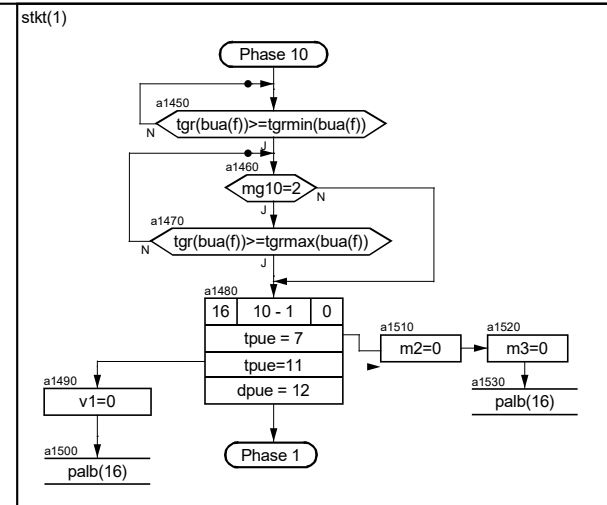 stkt(1)
Phase 10
a1450
tgr(bua(f))>=tgrmin(bua(f))
N
J
a1460
mg10=2
N
J
a1470
tgr(bua(f))>=tgrmax(bua(f))
N
J
a1480
16 10 - 1 0
tpue = 7
a1510
m2=0
a1520
m3=0
tpue=11
a1490
v1=0
dpue = 12
a1530
palb(16)
a1500
palb(16)
Phase 1